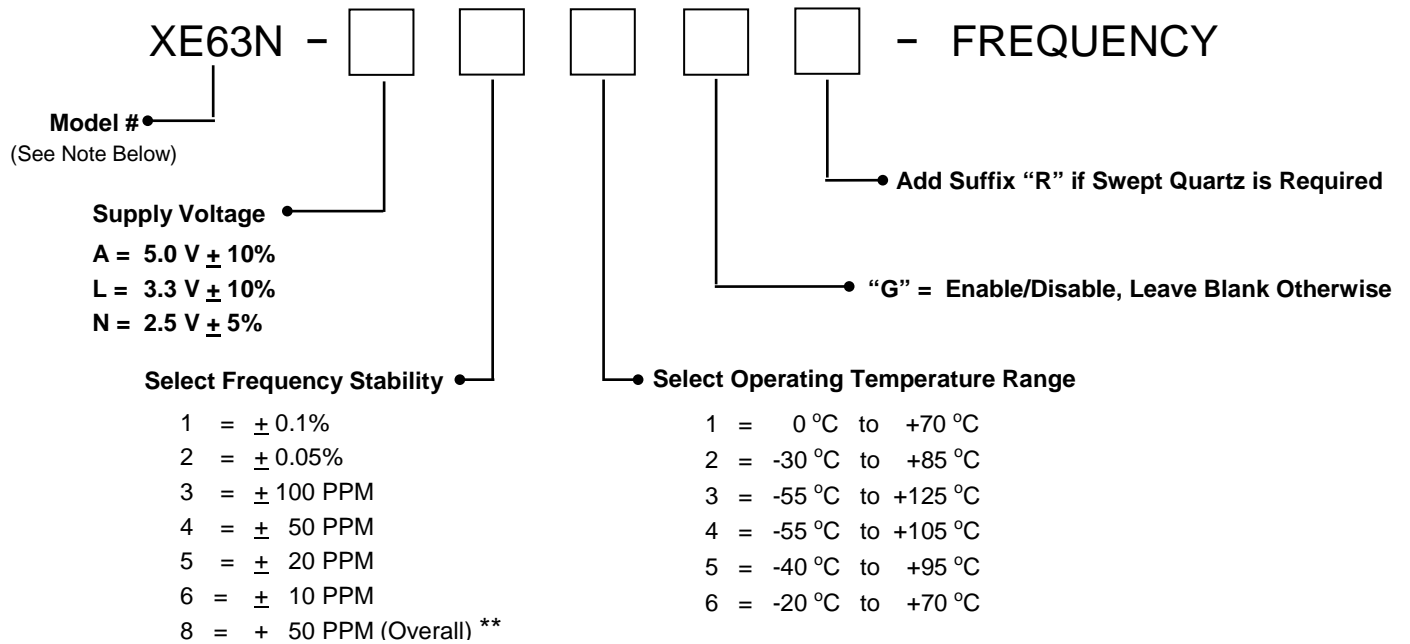 XE63N – – FREQUENCY
Model #
(See Note Below)
Add Suffix “R” if Swept Quartz is Required
Supply Voltage
A = 5.0 V ± 10%
L = 3.3 V ± 10%
N = 2.5 V ± 5%
“G” = Enable/Disable, Leave Blank Otherwise
Select Frequency Stability
1 = ± 0.1%
2 = ± 0.05%
3 = ± 100 PPM
4 = ± 50 PPM
5 = ± 20 PPM
6 = ± 10 PPM
8 = + 50 PPM (Overall) **
Select Operating Temperature Range
1 = 0 °C to +70 °C
2 = -30 °C to +85 °C
3 = -55 °C to +125 °C
4 = -55 °C to +105 °C
5 = -40 °C to +95 °C
6 = -20 °C to +70 °C